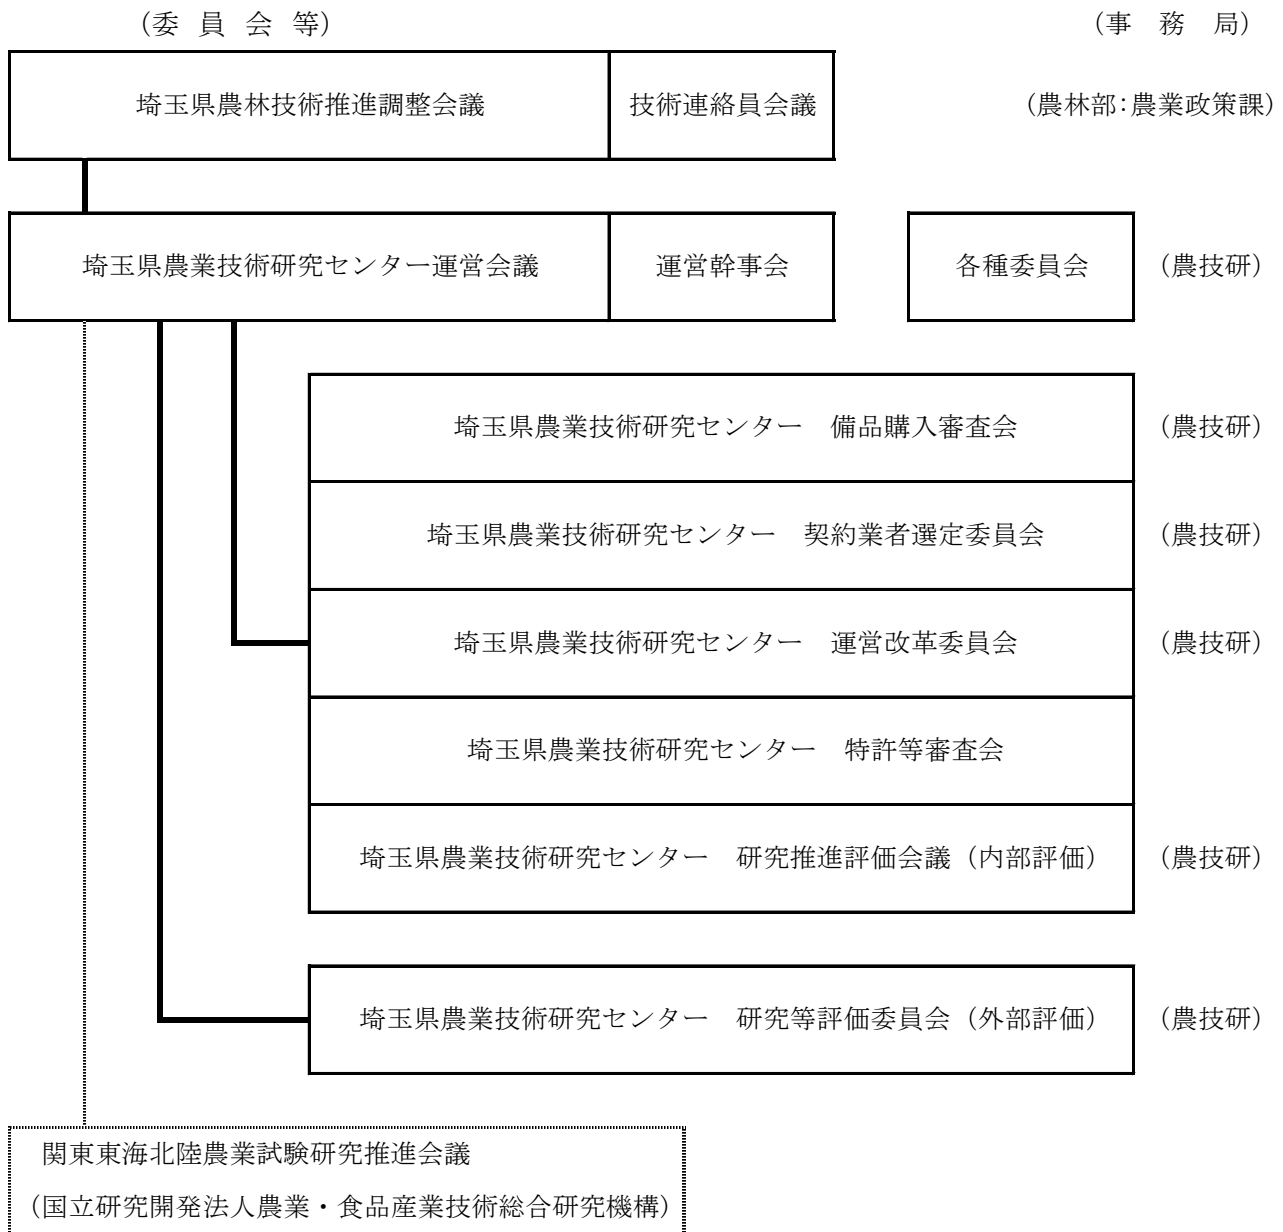 （委 員 会 等） （事 務 局）
埼玉県農林技術推進調整会議 技術連絡員会議 （農林部：農業政策課）
埼玉県農業技術研究センター運営会議 運営幹事会 各種委員会 （農技研）
埼玉県農業技術研究センター　備品購入審査会 （農技研）
埼玉県農業技術研究センター　契約業者選定委員会 （農技研）
埼玉県農業技術研究センター　運営改革委員会 （農技研）
埼玉県農業技術研究センター　特許等審査会
埼玉県農業技術研究センター　研究推進評価会議（内部評価） （農技研）
埼玉県農業技術研究センター　研究等評価委員会（外部評価） （農技研）
関東東海北陸農業試験研究推進会議
（国立研究開発法人農業・食品産業技術総合研究機構）